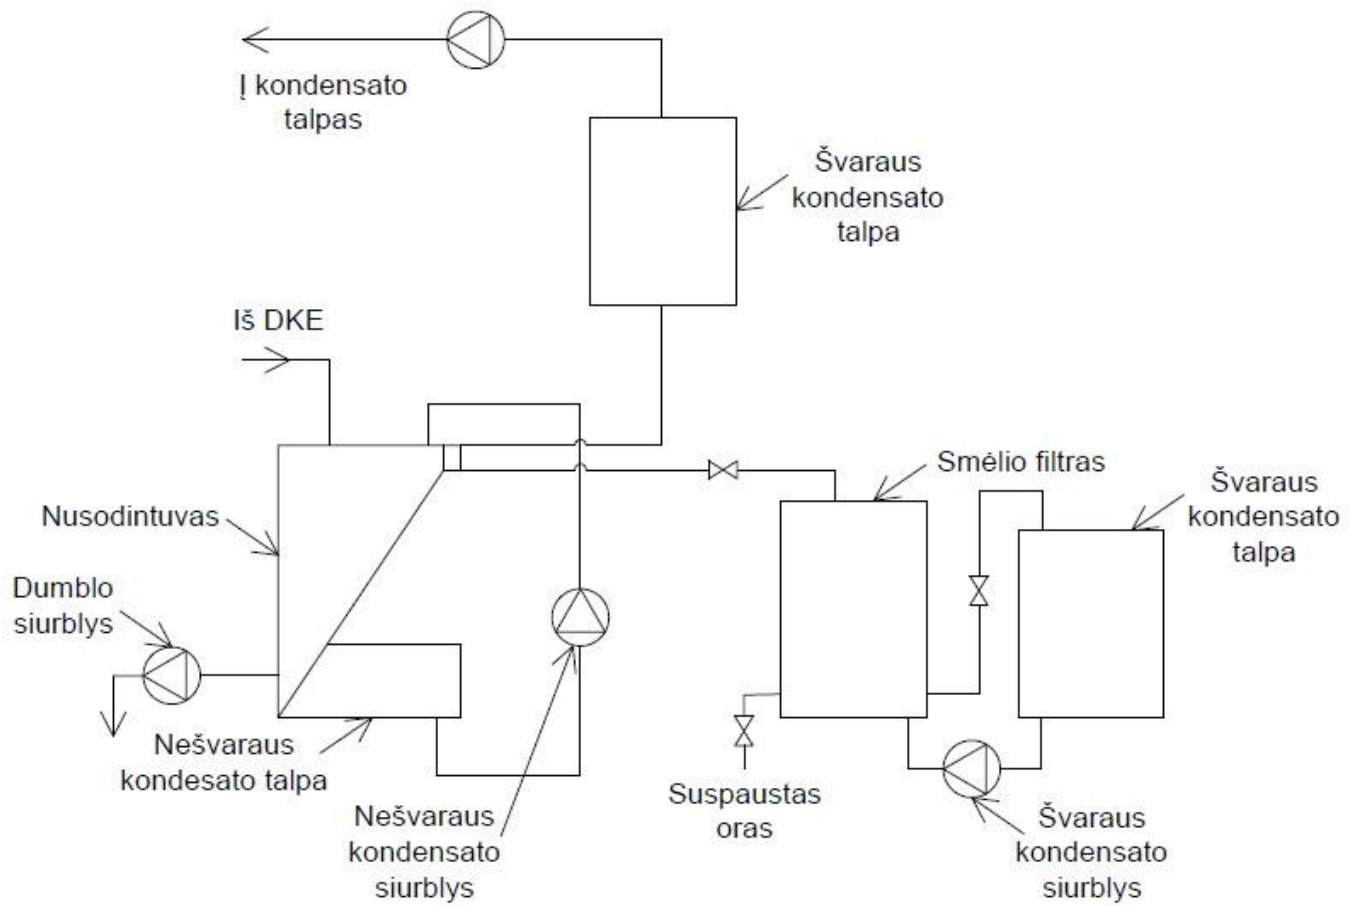 Į kondensato
talpas
Švaraus
kondensato
talpa
Iš DKE
Smėlio filtras
Švaraus
kondensato
talpa
Nusodintuvas
Dumblo
siurblys
Nešvaraus
kondesato talpa
Nešvaraus
kondensato
siurblys
Suspaustas
oras
Švaraus
kondensato
siurblys